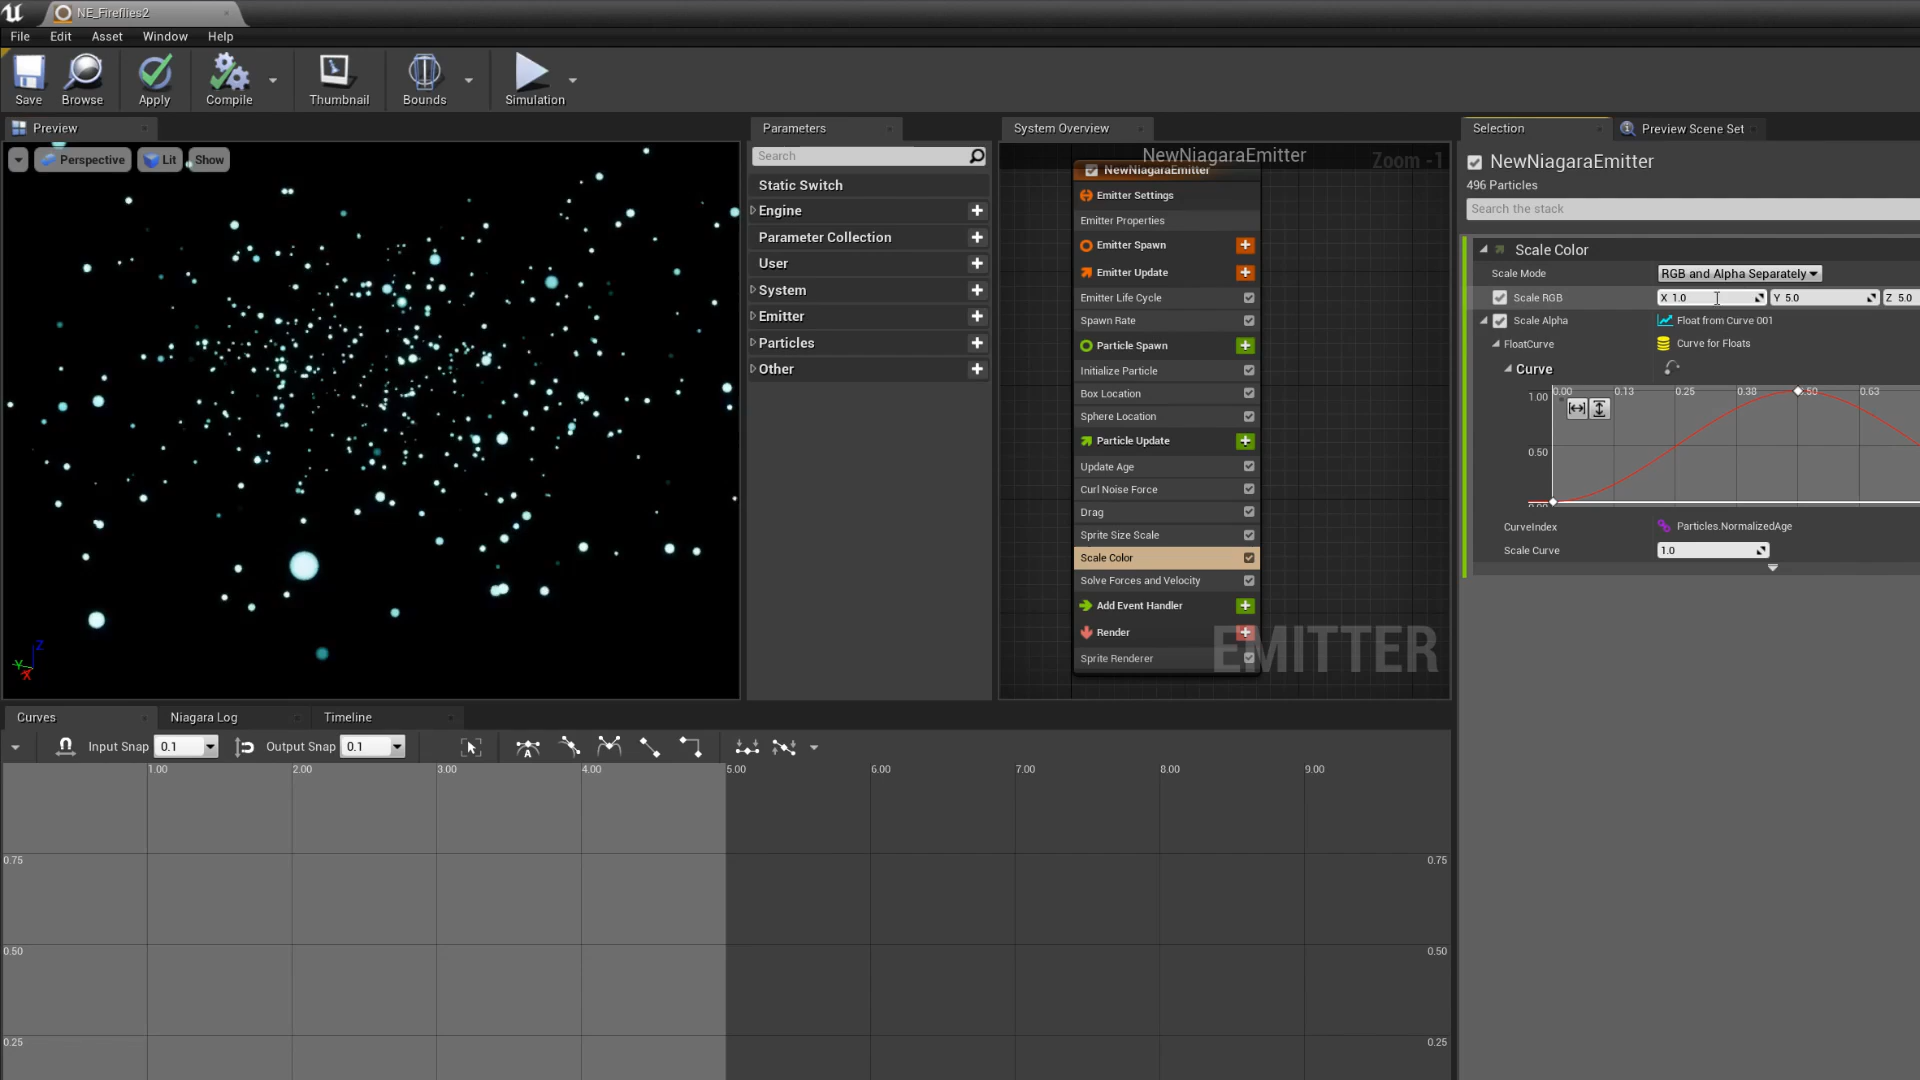 NE_Fireflies2
File Edit Asset Window Help
Save Browse Apply Compile Thumbnail Bounds Simulation
Preview
Perspective Lit Show
Z
Y
X
Parameters
Search
Static Switch
Engine
Parameter Collection
User
System
Emitter
Particles
Other
System Overview
NewNiagaraEmitter
Zoom -1
NewNiagaraEmitter
Emitter Settings
Emitter Properties
Emitter Spawn
Emitter Update
Emitter Life Cycle
Spawn Rate
Particle Spawn
Initialize Particle
Box Location
Sphere Location
Particle Update
Update Age
Curl Noise Force
Drag
Sprite Size Scale
Scale Color
Solve Forces and Velocity
Add Event Handler
Render
Sprite Renderer
EMITTER
Selection Preview Scene Set
NewNiagaraEmitter
496 Particles
Search the stack
Scale Color
Scale Mode RGB and Alpha Separately
Scale RGB X 1.0 Y 5.0 Z 5.0
Scale Alpha Float from Curve 001
FloatCurve Curve for Floats
Curve
0.00 0.13 0.25 0.38 0.50 0.63
1.00
0.50
0.00
CurveIndex Particles.NormalizedAge
Scale Curve 1.0
Curves Niagara Log Timeline
Input Snap 0.1 Output Snap 0.1
1.00 2.00 3.00 4.00 5.00 6.00 7.00 8.00 9.00
0.75 0.75
0.50 0.50
0.25 0.25